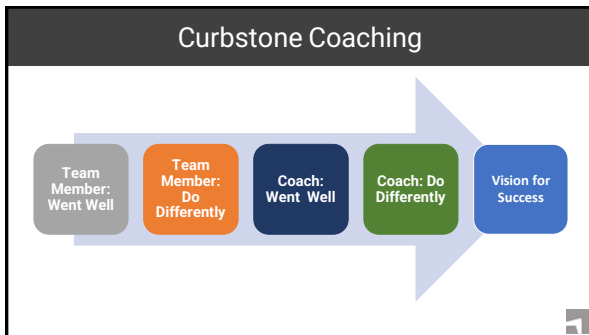 Curbstone Coaching
Team
Member:
Went Well
Team
Member:
Do
Differently
Coach:
Went Well
Coach: Do
Differently
Vision for
Success